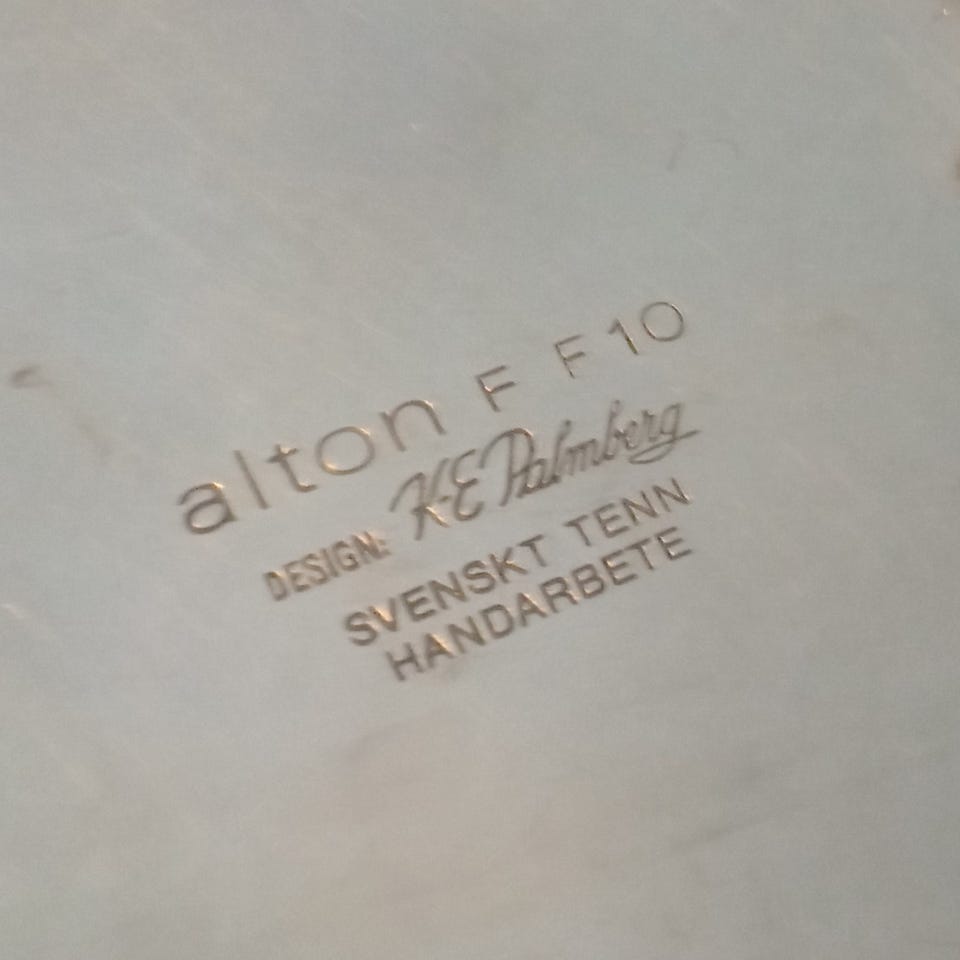 alton F F10
DESIGN: K-E Palmberg
SVENSKT TENN
HANDARBETE